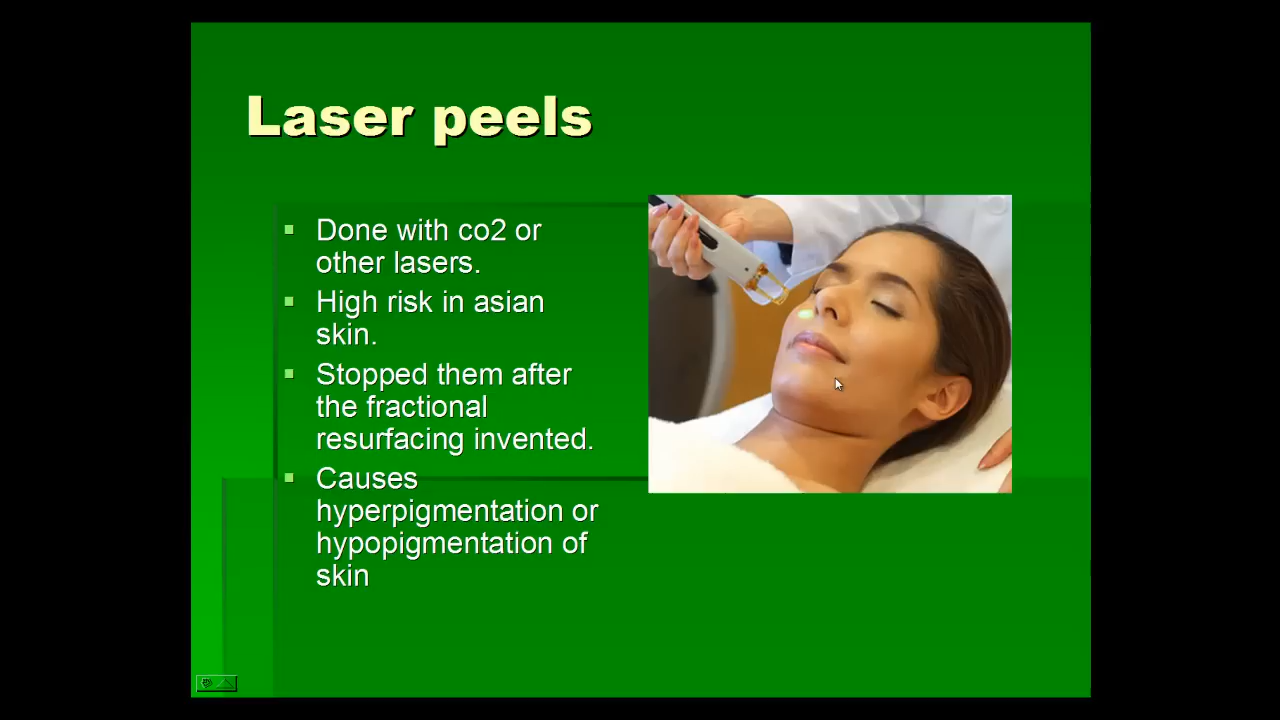 Laser peels
Done with co2 or
other lasers.
High risk in asian
skin.
Stopped them after
the fractional
resurfacing invented.
Causes
hyperpigmentation or
hypopigmentation of
skin